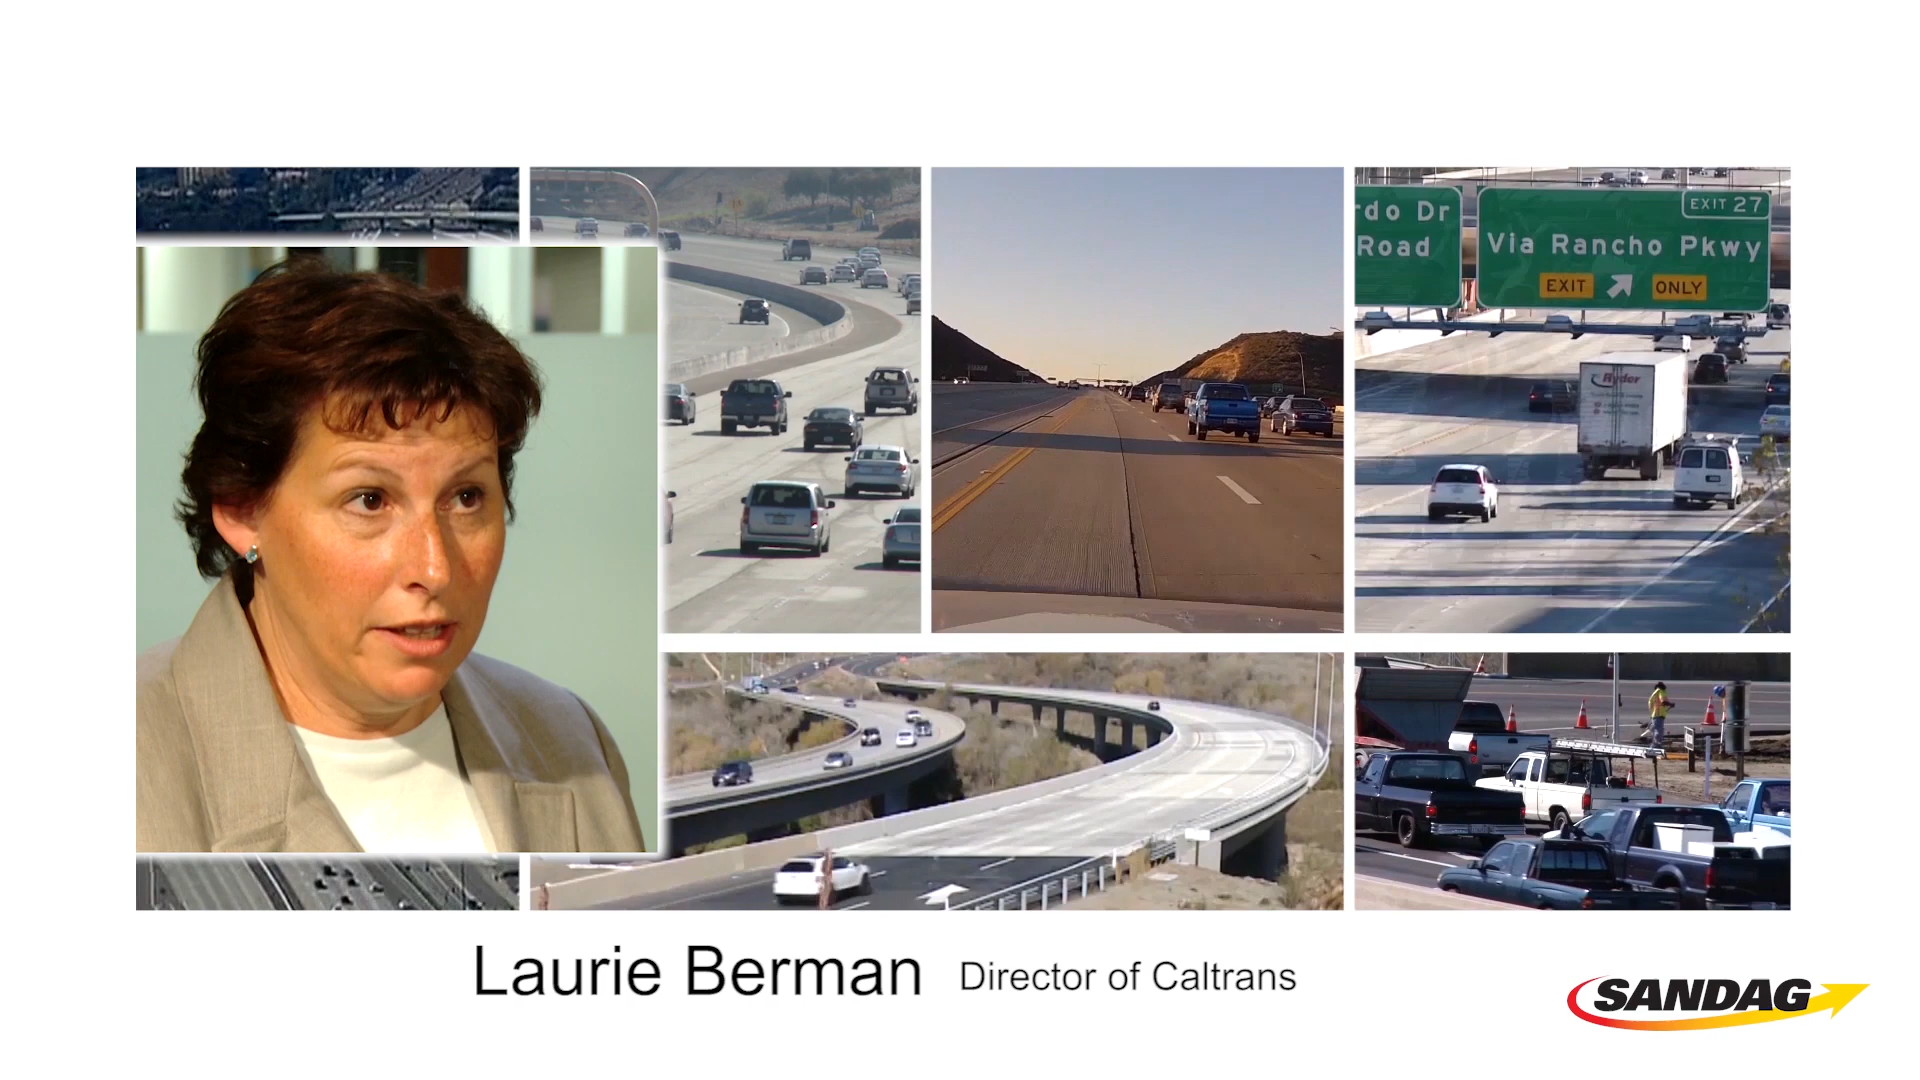 rdo Dr
Road
EXIT 27
Via Rancho Pkwy
EXIT ONLY
Ryder
Laurie Berman Director of Caltrans
SANDAG